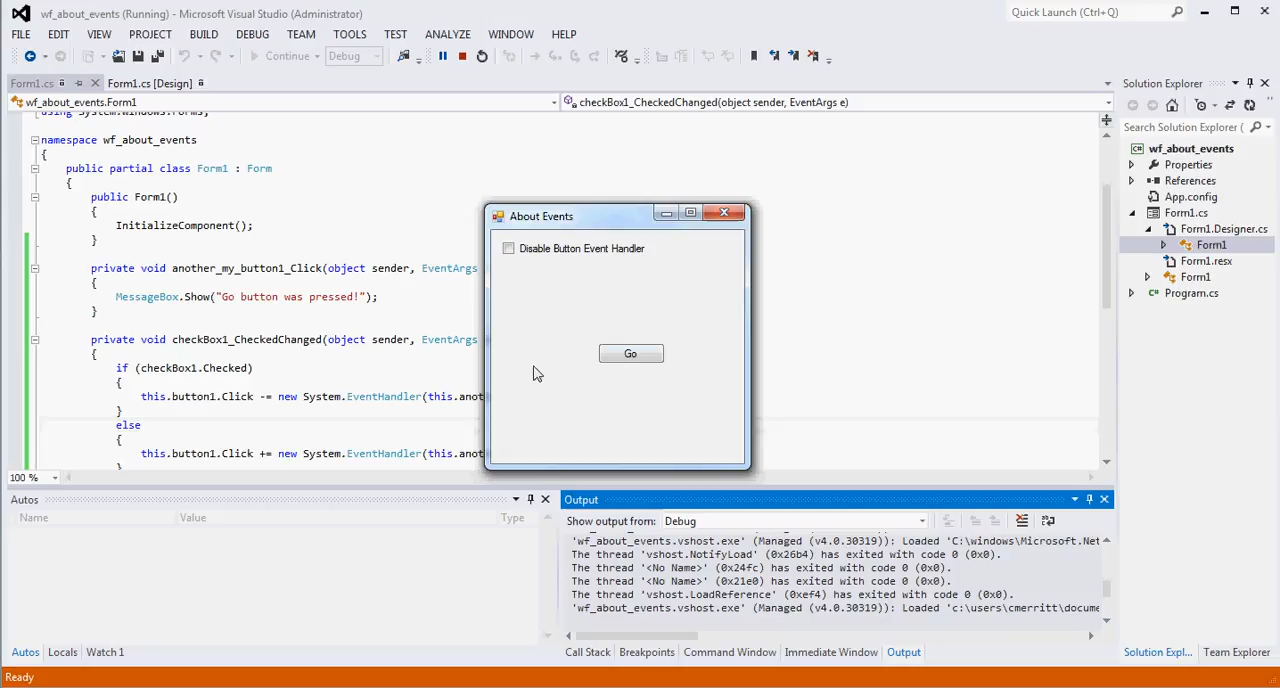 wf_about_events (Running) - Microsoft Visual Studio (Administrator)
Quick Launch (Ctrl+Q)
FILE EDIT VIEW PROJECT BUILD DEBUG TEAM TOOLS TEST ANALYZE WINDOW HELP
Continue Debug
Form1.cs Form1.cs [Design]
wf_about_events.Form1
checkBox1_CheckedChanged(object sender, EventArgs e)
using System.Windows.Forms;
namespace wf_about_events
{
public partial class Form1 : Form
{
public Form1()
{
InitializeComponent();
}
private void another_my_button1_Click(object sender, EventArgs
{
MessageBox.Show("Go button was pressed!");
}
private void checkBox1_CheckedChanged(object sender, EventArgs
{
if (checkBox1.Checked)
{
this.button1.Click -= new System.EventHandler(this.anot
}
else
{
this.button1.Click += new System.EventHandler(this.anot
}
100 %
About Events
Disable Button Event Handler
Go
Solution Explorer
Search Solution Explorer (
wf_about_events
Properties
References
App.config
Form1.cs
Form1.Designer.cs
Form1
Form1.resx
Form1
Program.cs
Autos
Name Value Type
Autos Locals Watch 1
Output
Show output from: Debug
'wf_about_events.vshost.exe' (Managed (v4.0.30319)): Loaded 'C:\windows\Microsoft.Net
The thread 'vshost.NotifyLoad' (0x26b4) has exited with code 0 (0x0).
The thread '<No Name>' (0x24fc) has exited with code 0 (0x0).
The thread '<No Name>' (0x21e0) has exited with code 0 (0x0).
The thread 'vshost.LoadReference' (0xef4) has exited with code 0 (0x0).
'wf_about_events.vshost.exe' (Managed (v4.0.30319)): Loaded 'c:\users\cmerritt\docume
Call Stack Breakpoints Command Window Immediate Window Output
Solution Expl... Team Explorer
Ready